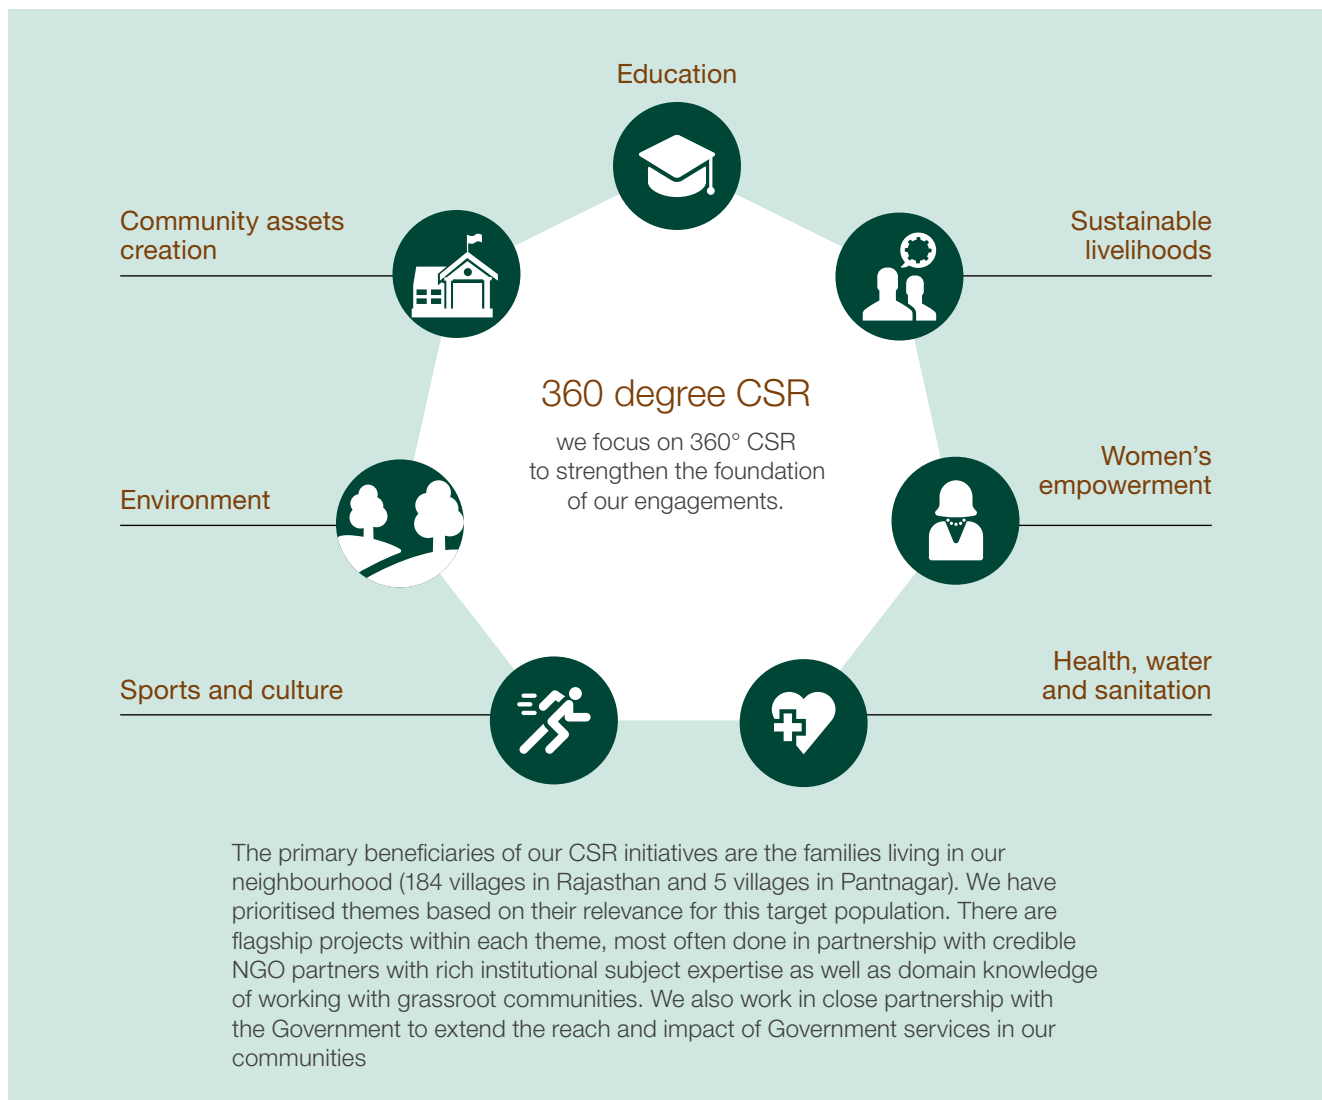 Education
Community assets
creation
Sustainable
livelihoods
360 degree CSR
we focus on 360° CSR
to strengthen the foundation
of our engagements.
Environment
Women’s
empowerment
Sports and culture
Health, water
and sanitation
The primary beneficiaries of our CSR initiatives are the families living in our
neighbourhood (184 villages in Rajasthan and 5 villages in Pantnagar). We have
prioritised themes based on their relevance for this target population. There are
flagship projects within each theme, most often done in partnership with credible
NGO partners with rich institutional subject expertise as well as domain knowledge
of working with grassroot communities. We also work in close partnership with
the Government to extend the reach and impact of Government services in our
communities